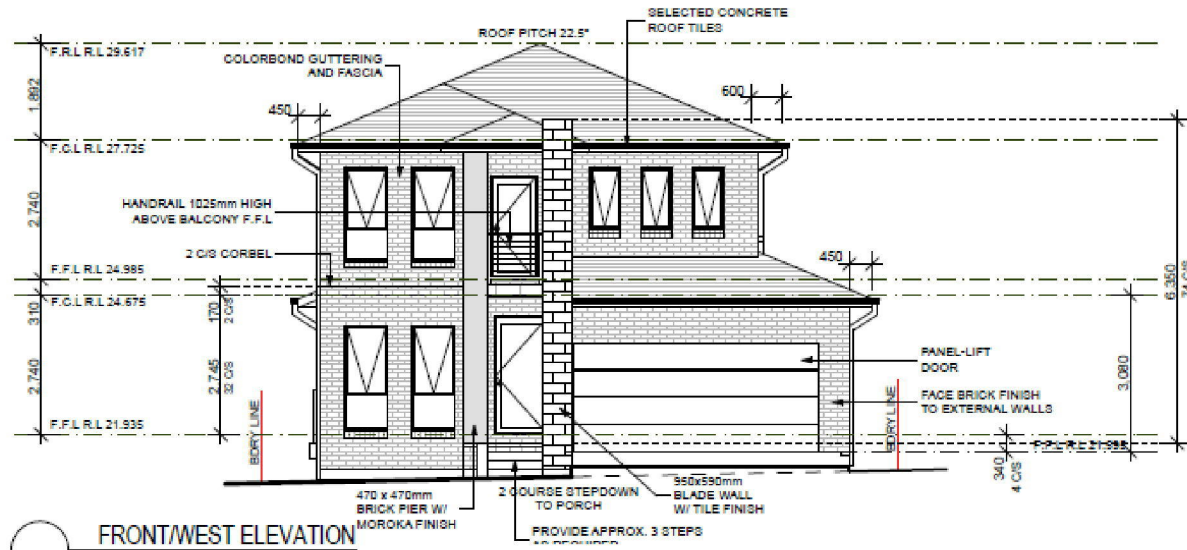 SELECTED CONCRETE
ROOF TILES
ROOF PITCH 22.5°
F.R.L R.L 29.617
COLORBOND GUTTERING
AND FASCIA
1.892
450
600
F.C.L R.L 27.725
2.740
HANDRAIL 1025mm HIGH
ABOVE BALCONY F.F.L
2 C/S CORBEL
450
F.F.L R.L 24.985
F.C.L R.L 24.675
310
170
2 C/S
6.350
74 C/S
2.740
2.745
32 C/S
3.080
PANEL-LIFT
DOOR
FACE BRICK FINISH
TO EXTERNAL WALLS
BDRY LINE
BDRY LINE
F.F.L R.L 21.935
340
4 C/S
470 x 470mm
BRICK PIER W/
MOROKA FINISH
2 COURSE STEPDOWN
TO PORCH
950x590mm
BLADE WALL
W/ TILE FINISH
PROVIDE APPROX. 3 STEPS
AS REQUIRED
FRONT/WEST ELEVATION